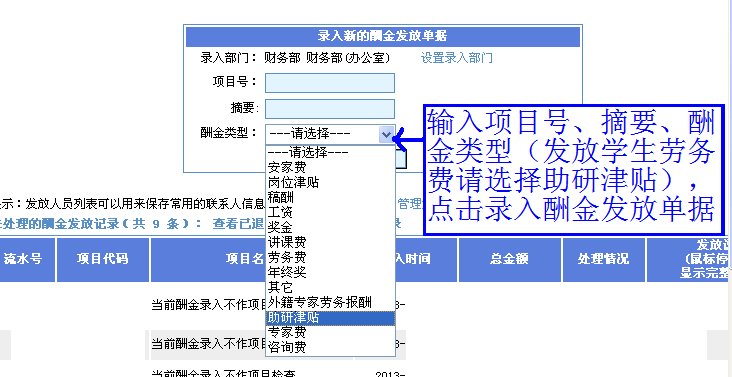 录入新的酬金发放单据
录入部门： 财务部 财务部(办公室) 设置录入部门
项目号：
摘要：
酬金类型： ---请选择---
---请选择---
安家费
岗位津贴
稿酬
工资
奖金
讲课费
劳务费
年终奖
其它
外籍专家劳务报酬
助研津贴
专家费
咨询费
输入项目号、摘要、酬
金类型（发放学生劳务
费请选择助研津贴），
点击录入酬金发放单据
示：发放人员列表可以用来保存常用的联系人信息 管理
处理的酬金发放记录（共 9 条）： 查看已退 录
流水号 项目代码 项目名 入时间 总金额 处理情况 发放
(鼠标停
显示完整
当前酬金录入不作项目 3-
当前酬金录入不作项目 3-
当前酬金录入不作项目检查 2013-